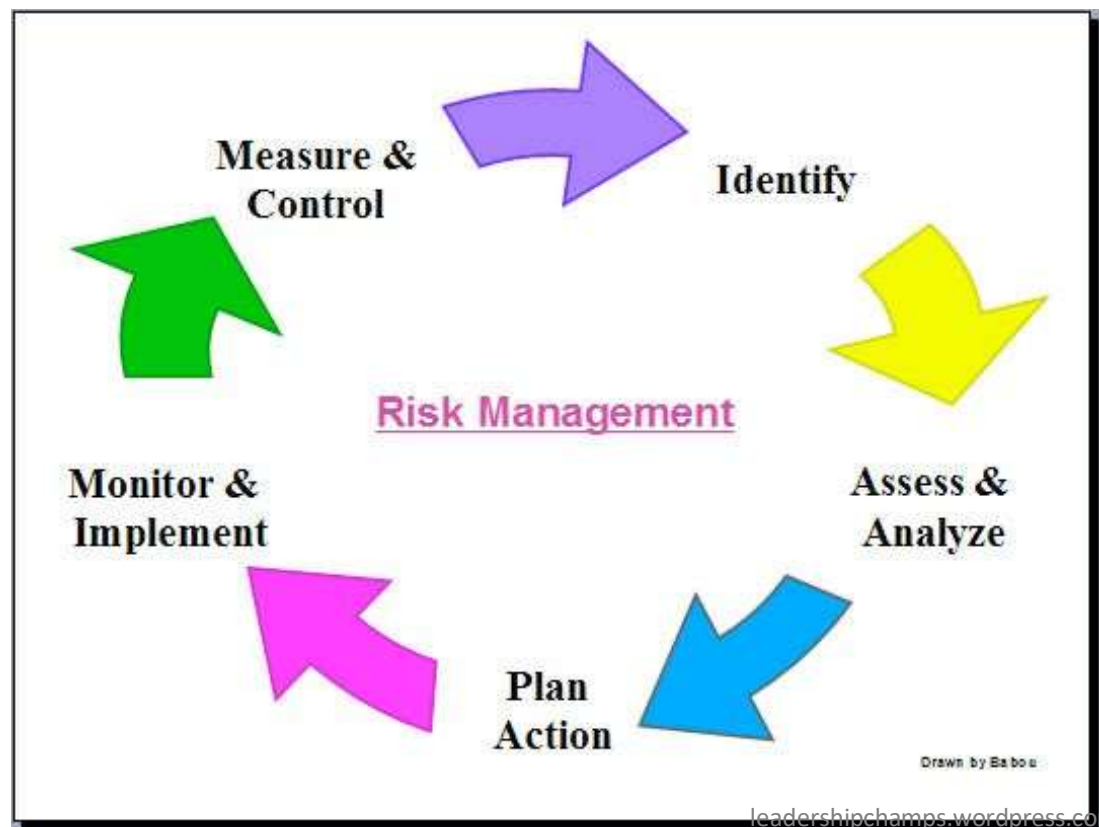 Measure &
Control
Identify
Risk Management
Monitor &
Implement
Assess &
Analyze
Plan
Action
Drawn by Babou
leadershipchamps.wordpress.co